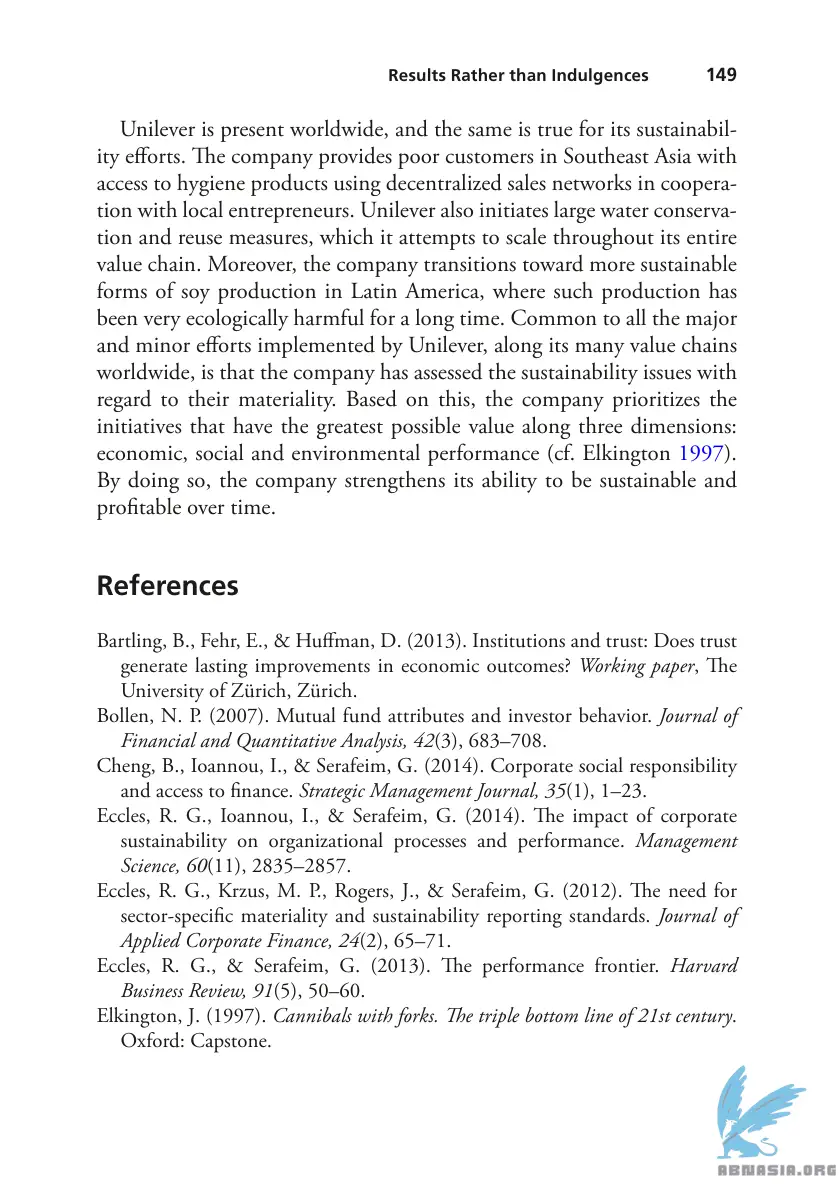 Results Rather than Indulgences 149
Unilever is present worldwide, and the same is true for its sustainabil-
ity efforts. The company provides poor customers in Southeast Asia with
access to hygiene products using decentralized sales networks in coopera-
tion with local entrepreneurs. Unilever also initiates large water conserva-
tion and reuse measures, which it attempts to scale throughout its entire
value chain. Moreover, the company transitions toward more sustainable
forms of soy production in Latin America, where such production has
been very ecologically harmful for a long time. Common to all the major
and minor efforts implemented by Unilever, along its many value chains
worldwide, is that the company has assessed the sustainability issues with
regard to their materiality. Based on this, the company prioritizes the
initiatives that have the greatest possible value along three dimensions:
economic, social and environmental performance (cf. Elkington 1997).
By doing so, the company strengthens its ability to be sustainable and
profitable over time.
References
Bartling, B., Fehr, E., & Huffman, D. (2013). Institutions and trust: Does trust
generate lasting improvements in economic outcomes? Working paper, The
University of Zürich, Zürich.
Bollen, N. P. (2007). Mutual fund attributes and investor behavior. Journal of
Financial and Quantitative Analysis, 42(3), 683–708.
Cheng, B., Ioannou, I., & Serafeim, G. (2014). Corporate social responsibility
and access to finance. Strategic Management Journal, 35(1), 1–23.
Eccles, R. G., Ioannou, I., & Serafeim, G. (2014). The impact of corporate
sustainability on organizational processes and performance. Management
Science, 60(11), 2835–2857.
Eccles, R. G., Krzus, M. P., Rogers, J., & Serafeim, G. (2012). The need for
sector-specific materiality and sustainability reporting standards. Journal of
Applied Corporate Finance, 24(2), 65–71.
Eccles, R. G., & Serafeim, G. (2013). The performance frontier. Harvard
Business Review, 91(5), 50–60.
Elkington, J. (1997). Cannibals with forks. The triple bottom line of 21st century.
Oxford: Capstone.
ABNASIA.ORG